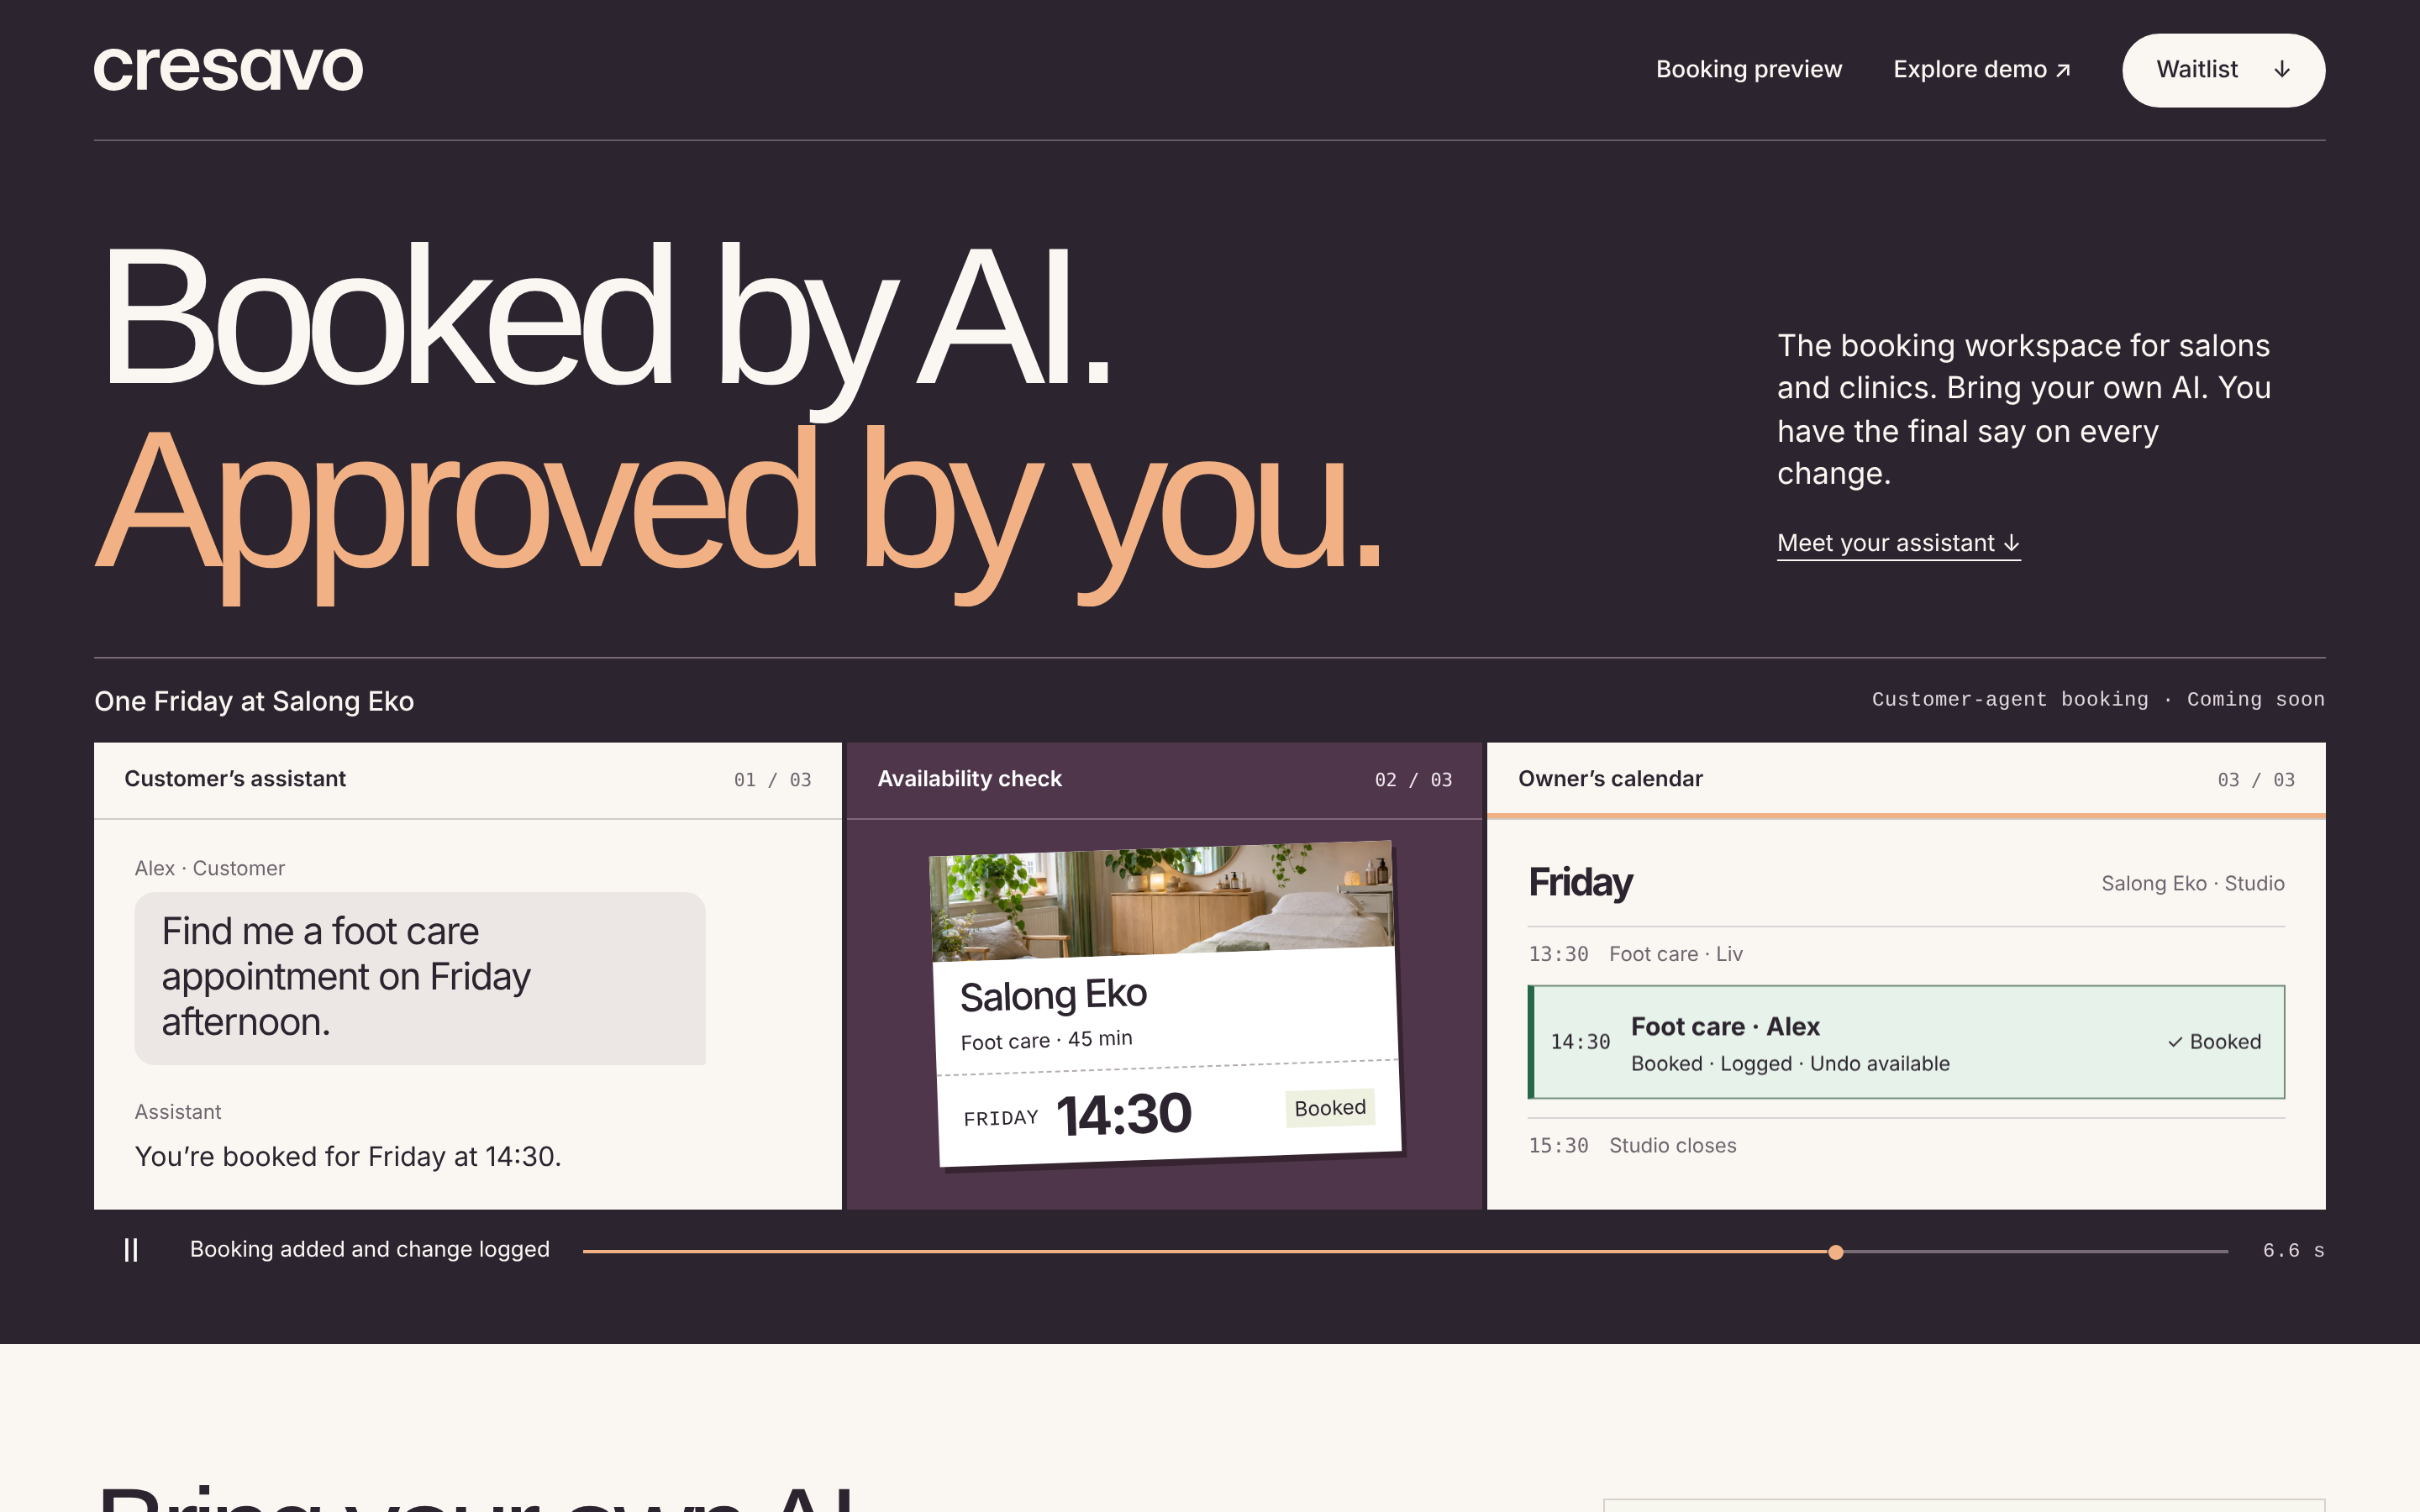 cresavo
Booking preview
Explore demo ↗
Waitlist ↓
Booked by AI.
Approved by you.
The booking workspace for salons
and clinics. Bring your own AI. You
have the final say on every
change.
Meet your assistant ↓
One Friday at Salong Eko
Customer-agent booking · Coming soon
Customer’s assistant
01 / 03
Alex · Customer
Find me a foot care
appointment on Friday
afternoon.
Assistant
You’re booked for Friday at 14:30.
Availability check
02 / 03
Salong Eko
Foot care · 45 min
FRIDAY 14:30 Booked
Owner’s calendar
03 / 03
Friday
Salong Eko · Studio
13:30 Foot care · Liv
14:30 Foot care · Alex
Booked · Logged · Undo available
✓ Booked
15:30 Studio closes
Booking added and change logged
6.6 s
Bring your own AI